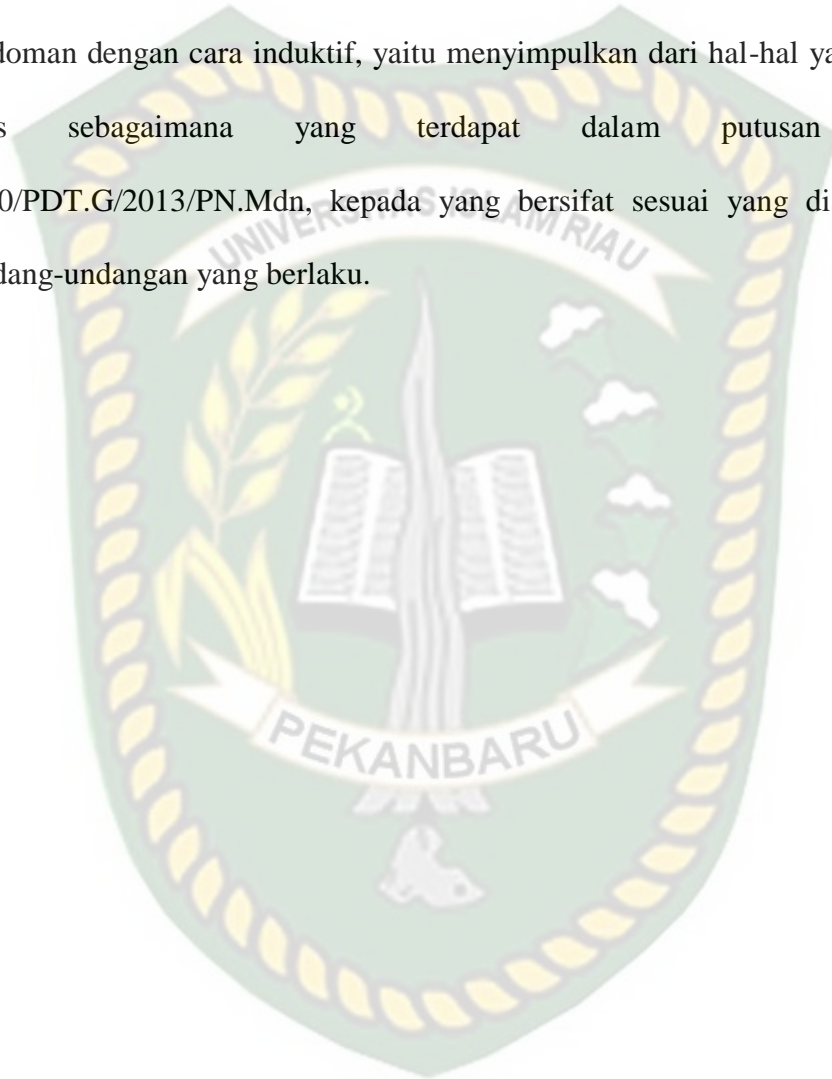 doman dengan cara induktif, yaitu menyimpulkan dari hal-hal ya
s sebagaimana yang terdapat dalam putusan
0/PDT.G/2013/PN.Mdn, kepada yang bersifat sesuai yang di
dang-undangan yang berlaku.
UNIVERSITAS ISLAM RIAU
PEKANBARU